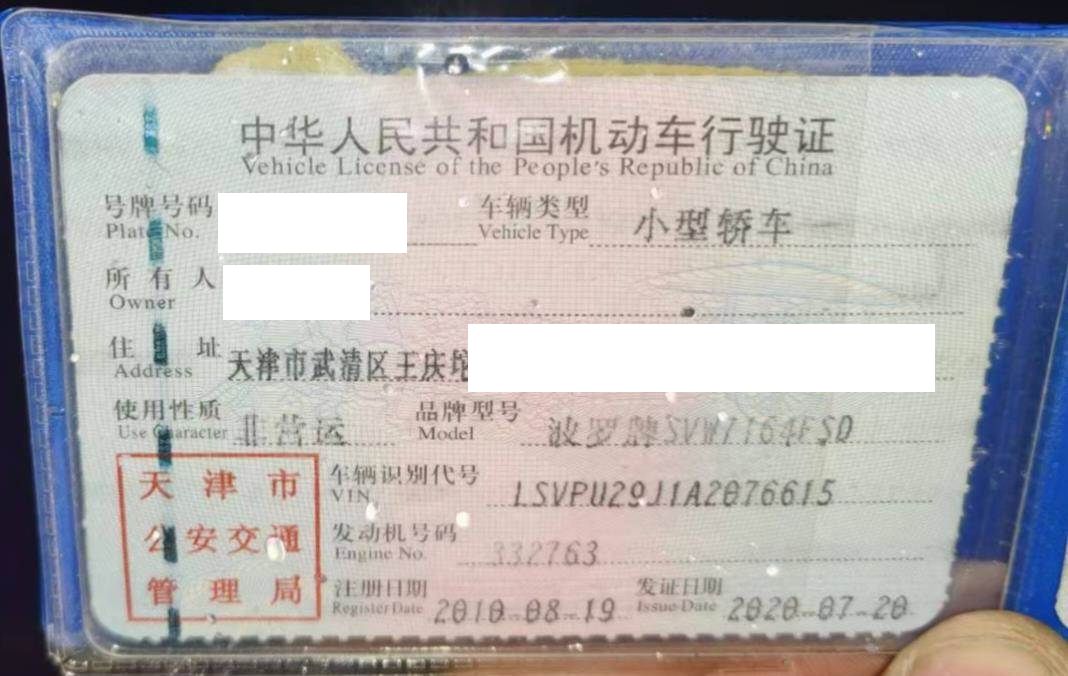 中华人民共和国机动车行驶证
Vehicle License of the People's Republic of China
号牌号码 车辆类型 小型轿车
Plate No. Vehicle Type
所有人
Owner
住址 天津市武清区王庆坨
Address
使用性质 非营运 品牌型号 波罗牌SVW7164FSD
Use Character Model
天津市
公安交通
管理局
车辆识别代号 LSVPU29J1A2076615
VIN
发动机号码 332763
Engine No.
注册日期 2010-08-19 发证日期 2020-07-20
Register Date Issue Date